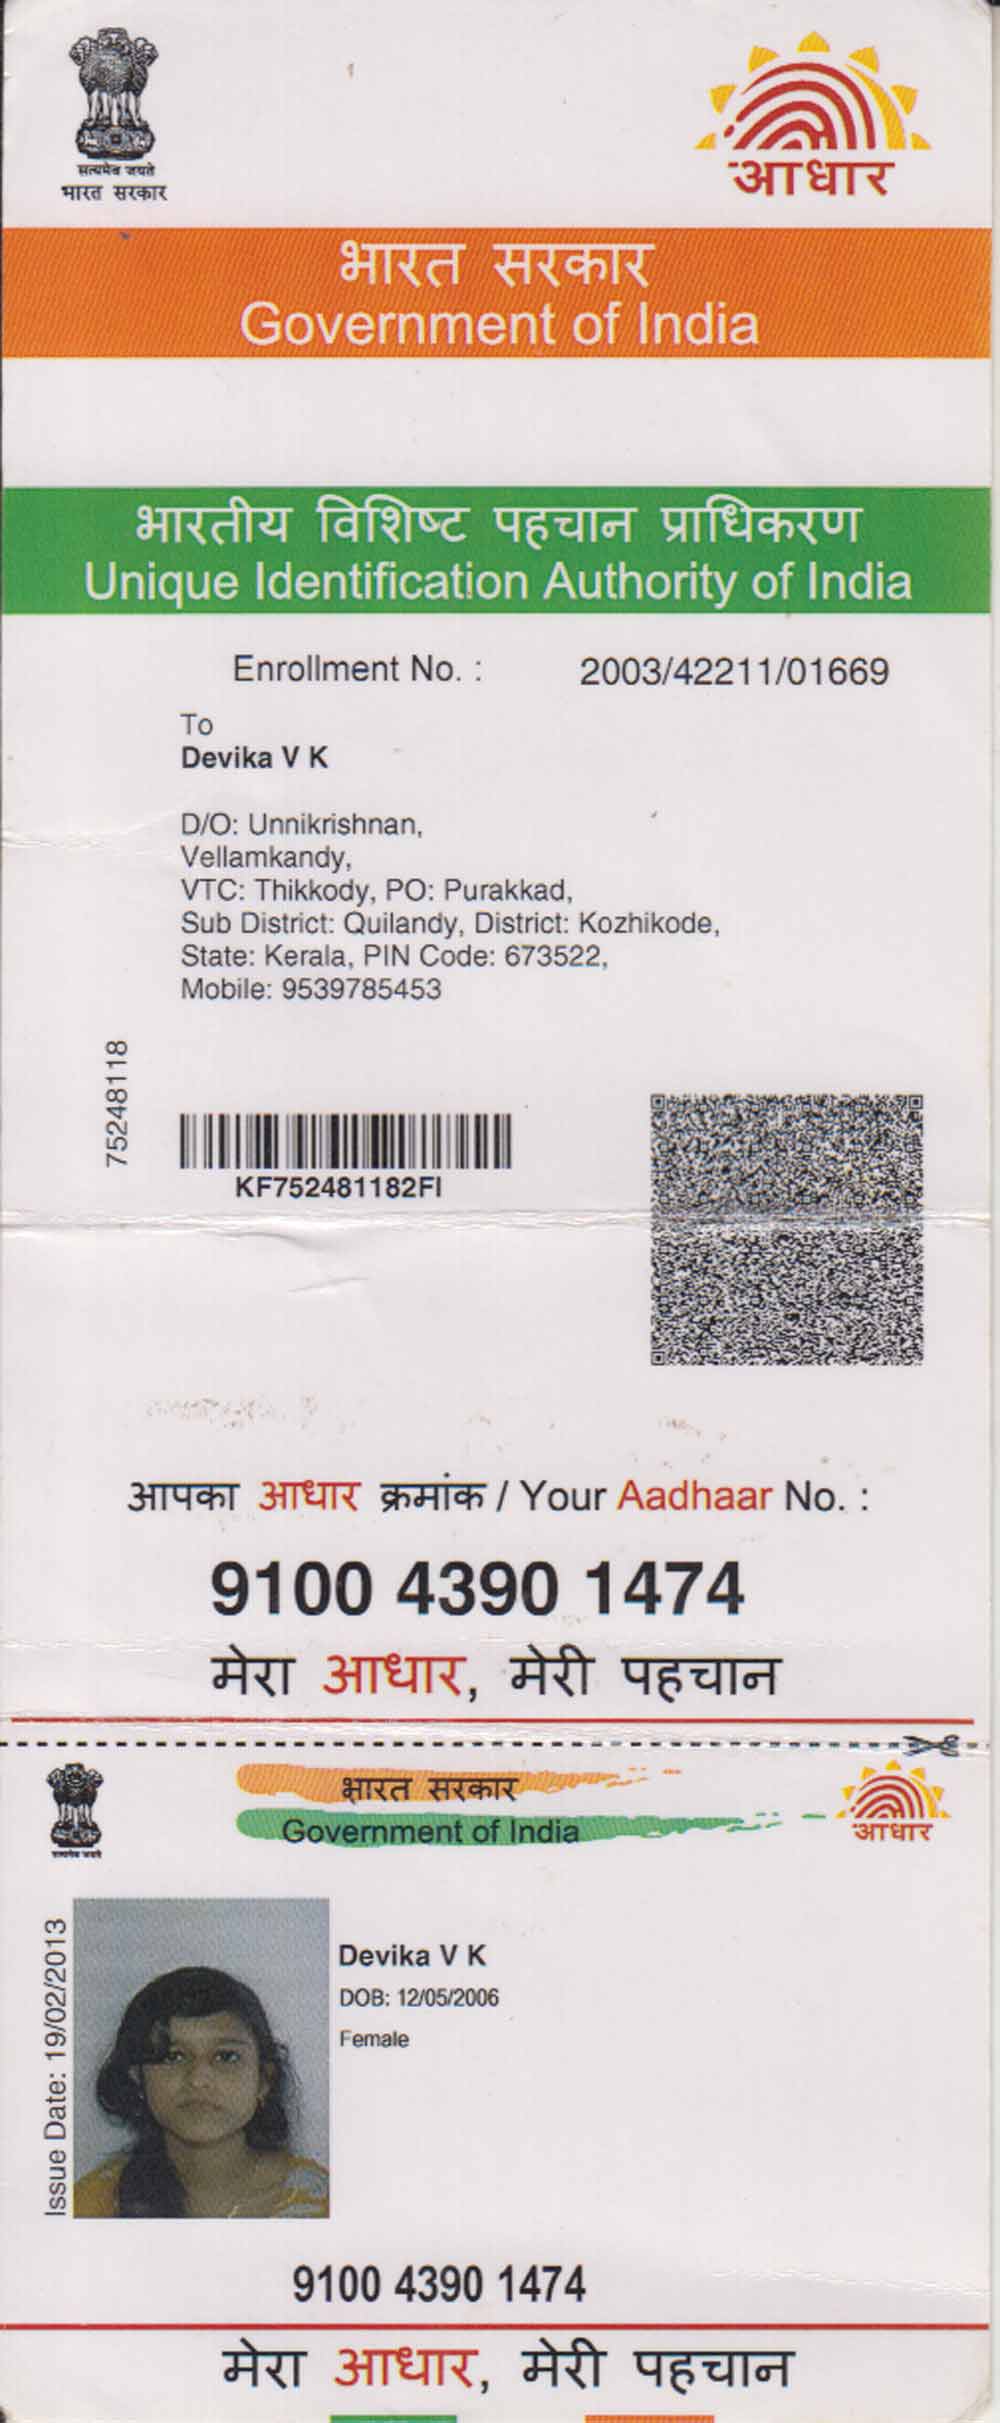 सत्यमेव जयते
भारत सरकार
आधार
भारत सरकार
Government of India
भारतीय विशिष्ट पहचान प्राधिकरण
Unique Identification Authority of India
Enrollment No. : 2003/42211/01669
To
Devika V K
D/O: Unnikrishnan,
Vellamkandy,
VTC: Thikkody, PO: Purakkad,
Sub District: Quilandy, District: Kozhikode,
State: Kerala, PIN Code: 673522,
Mobile: 9539785453
75248118
KF752481182FI
आपका आधार क्रमांक / Your Aadhaar No. :
9100 4390 1474
मेरा आधार, मेरी पहचान
सत्यमेव जयते
भारत सरकार
Government of India
आधार
Issue Date: 19/02/2013
Devika V K
DOB: 12/05/2006
Female
9100 4390 1474
मेरा आधार, मेरी पहचान